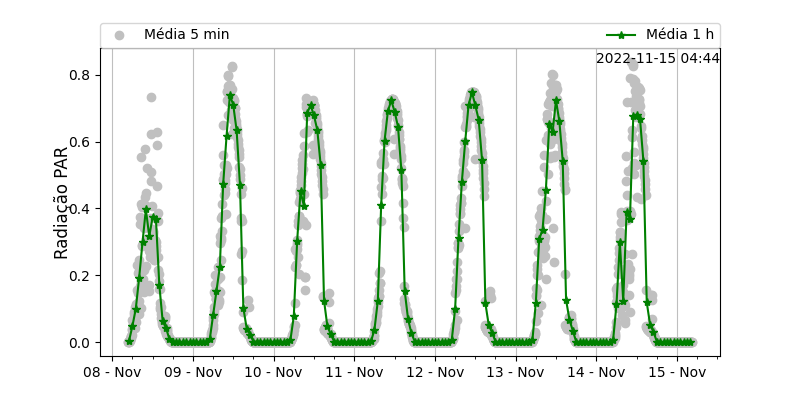 Média 5 min
Média 1 h
2022-11-15 04:44
Radiação PAR
0.8
0.6
0.4
0.2
0.0
08 - Nov
09 - Nov
10 - Nov
11 - Nov
12 - Nov
13 - Nov
14 - Nov
15 - Nov